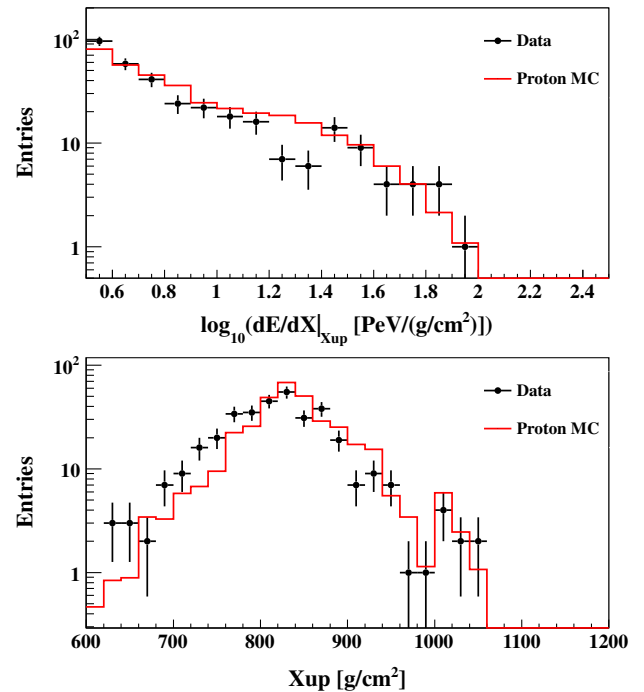 10²
10
1
Entries
Data
Proton MC
0.6 0.8 1 1.2 1.4 1.6 1.8 2 2.2 2.4
log₁₀(dE/dX|Xup [PeV/(g/cm²)])
10²
10
1
Entries
Data
Proton MC
600 700 800 900 1000 1100 1200
Xup [g/cm²]